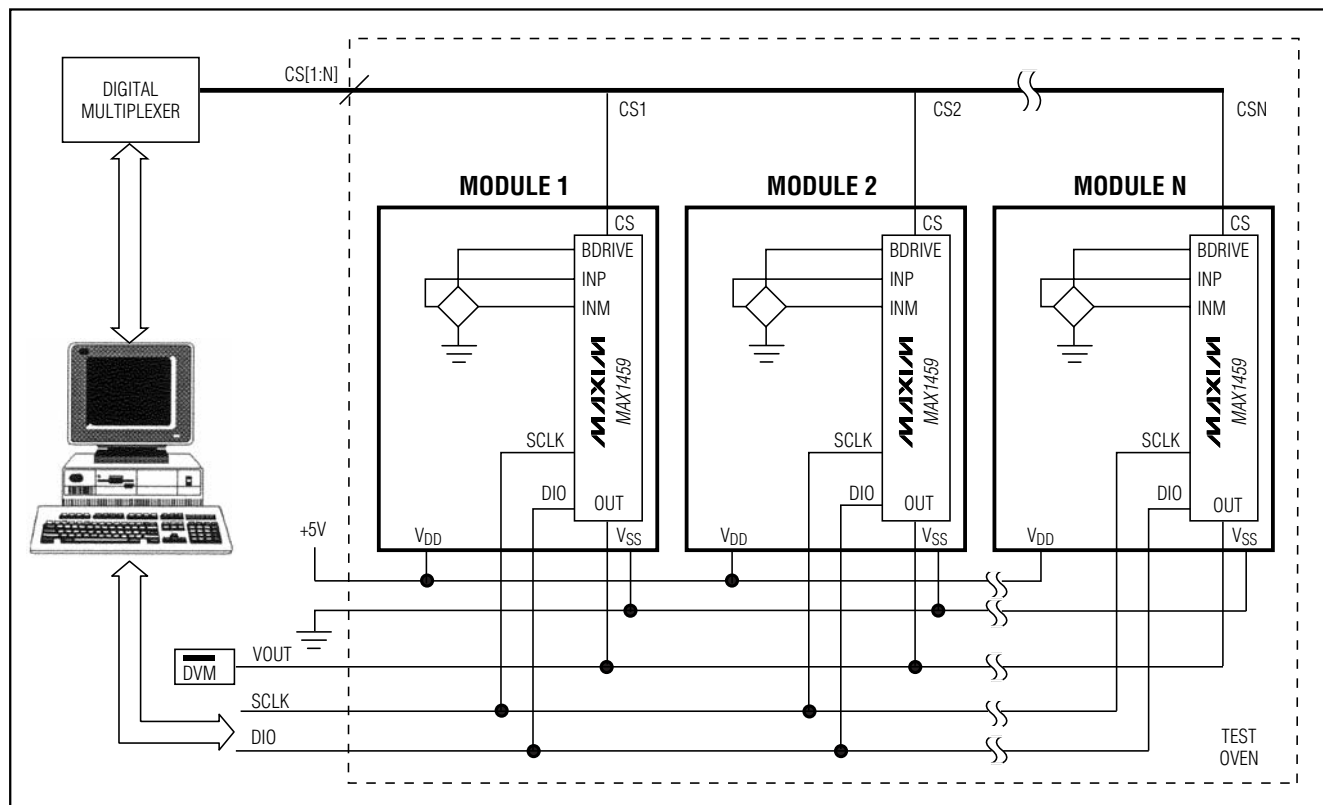 DIGITAL
MULTIPLEXER
CS[1:N]
CS1
CS2
CSN
MODULE 1
MODULE 2
MODULE N
CS
BDRIVE
INP
INM
MAXIM
MAX1459
SCLK
DIO
OUT
VDD
VSS
CS
BDRIVE
INP
INM
MAXIM
MAX1459
SCLK
DIO
OUT
VDD
VSS
CS
BDRIVE
INP
INM
MAXIM
MAX1459
SCLK
DIO
OUT
VDD
VSS
+5V
DVM
VOUT
SCLK
DIO
TEST
OVEN